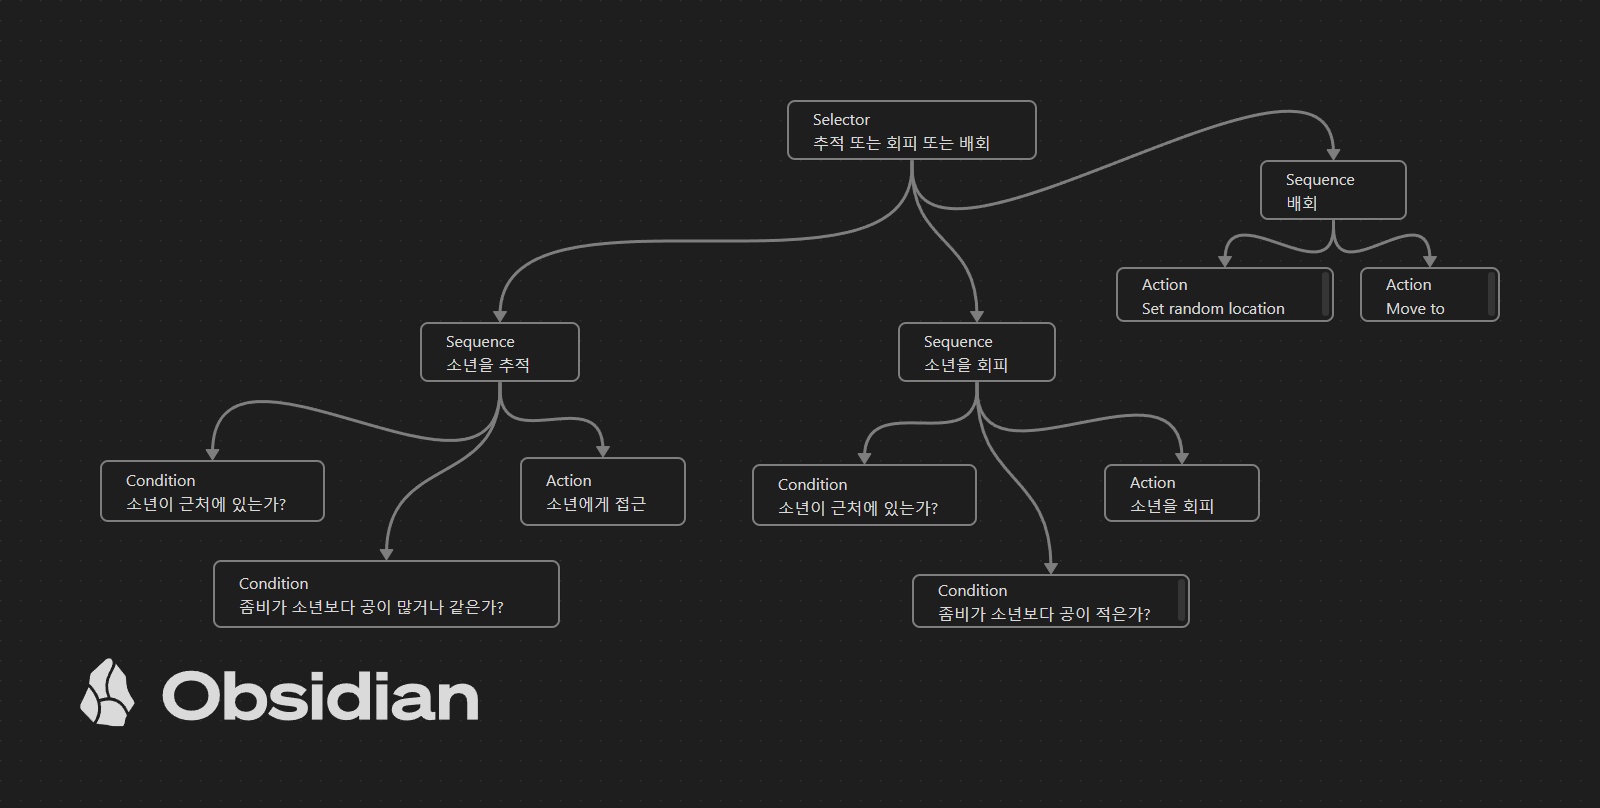 Selector
추적 또는 회피 또는 배회
Sequence
배회
Action
Set random location
Action
Move to
Sequence
소년을 추적
Sequence
소년을 회피
Condition
소년이 근처에 있는가?
Action
소년에게 접근
Condition
소년이 근처에 있는가?
Action
소년을 회피
Condition
좀비가 소년보다 공이 많거나 같은가?
Condition
좀비가 소년보다 공이 적은가?
Obsidian